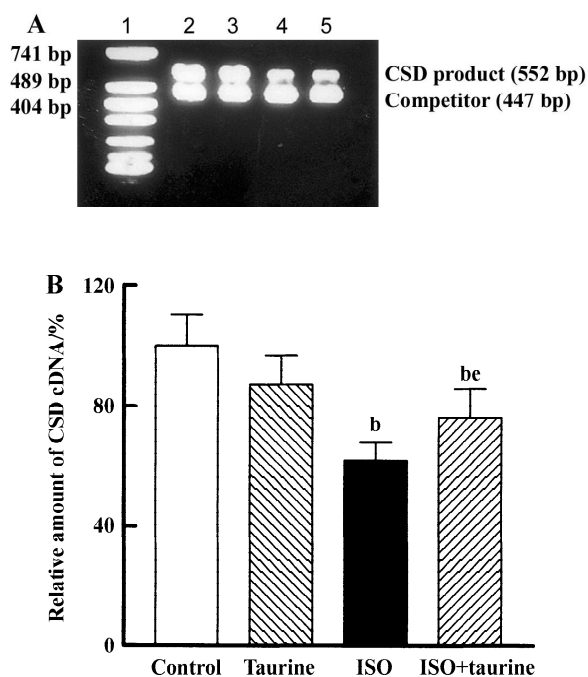 A
1 2 3 4 5
741 bp
489 bp
404 bp
CSD product (552 bp)
Competitor (447 bp)
B
Relative amount of CSD cDNA/%
120
80
40
0
b
be
Control Taurine ISO ISO+taurine